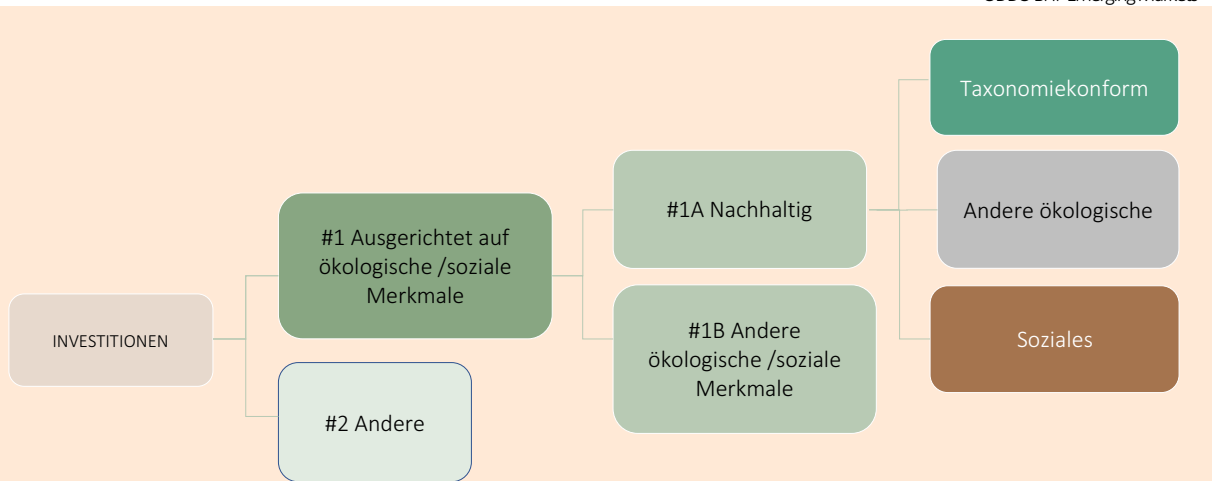 Taxonomiekonform
#1A Nachhaltig
Andere ökologische
#1 Ausgerichtet auf
ökologische /soziale
Merkmale
#1B Andere
ökologische /soziale
Merkmale
INVESTITIONEN
Soziales
#2 Andere